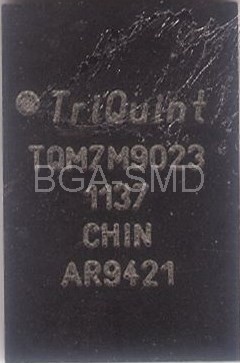 TriQuint
TQM7M9023
BGA-SMD
1137
CHIN
AR9421